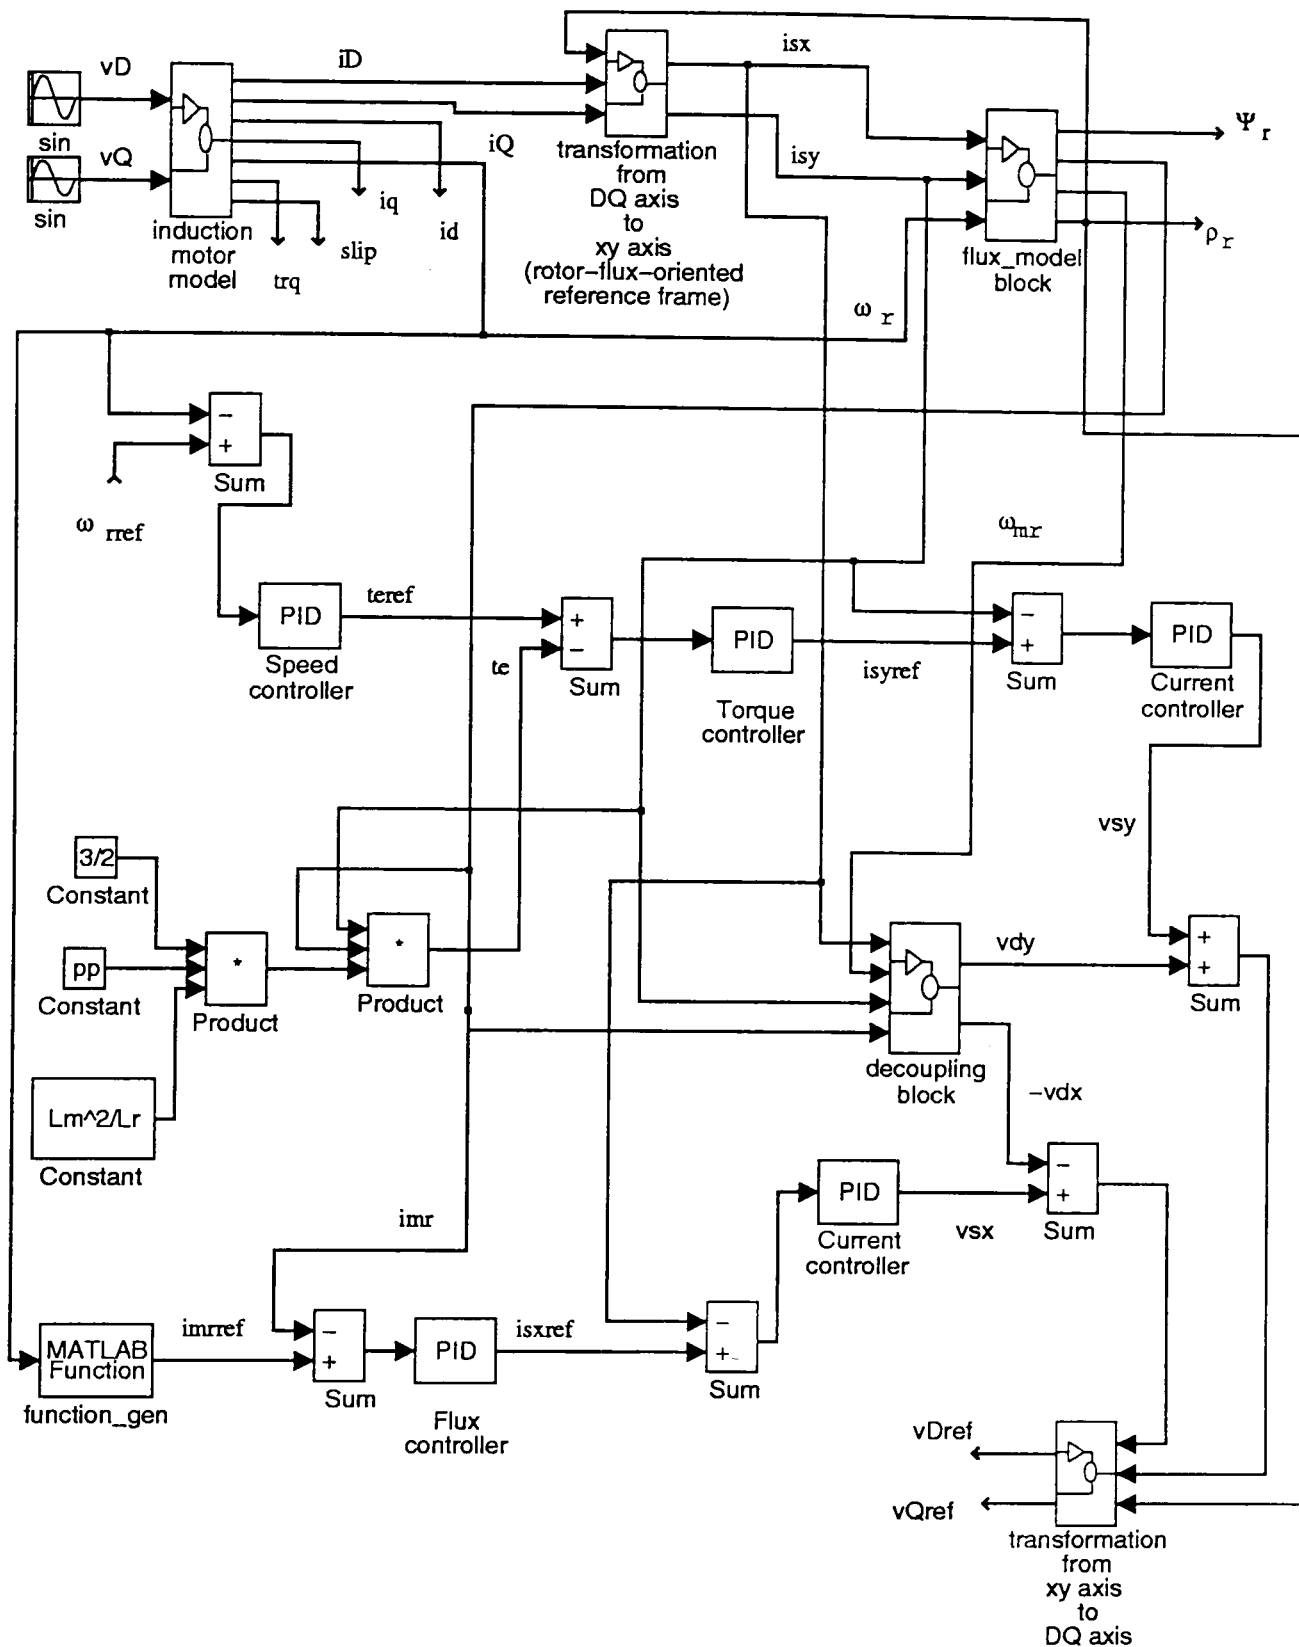 vD
sin
vQ
sin
induction
motor
model
iD
iQ
iq
id
slip
trq
transformation
from
DQ axis
to
xy axis
(rotor-flux-oriented
reference frame)
isx
isy
ω r
flux_model
block
Ψ r
ρ r
-
+
Sum
ω rref
PID
Speed
controller
teref
te
+
-
Sum
PID
Torque
controller
isyref
ωmr
-
+
Sum
PID
Current
controller
vsy
3/2
Constant
pp
Constant
Lm^2/Lr
Constant
*
Product
*
Product
decoupling
block
vdy
-vdx
+
+
Sum
-
+
Sum
PID
Current
controller
vsx
imr
MATLAB
Function
function_gen
imrref
-
+
Sum
PID
Flux
controller
isxref
-
+
Sum
vDref
vQref
transformation
from
xy axis
to
DQ axis